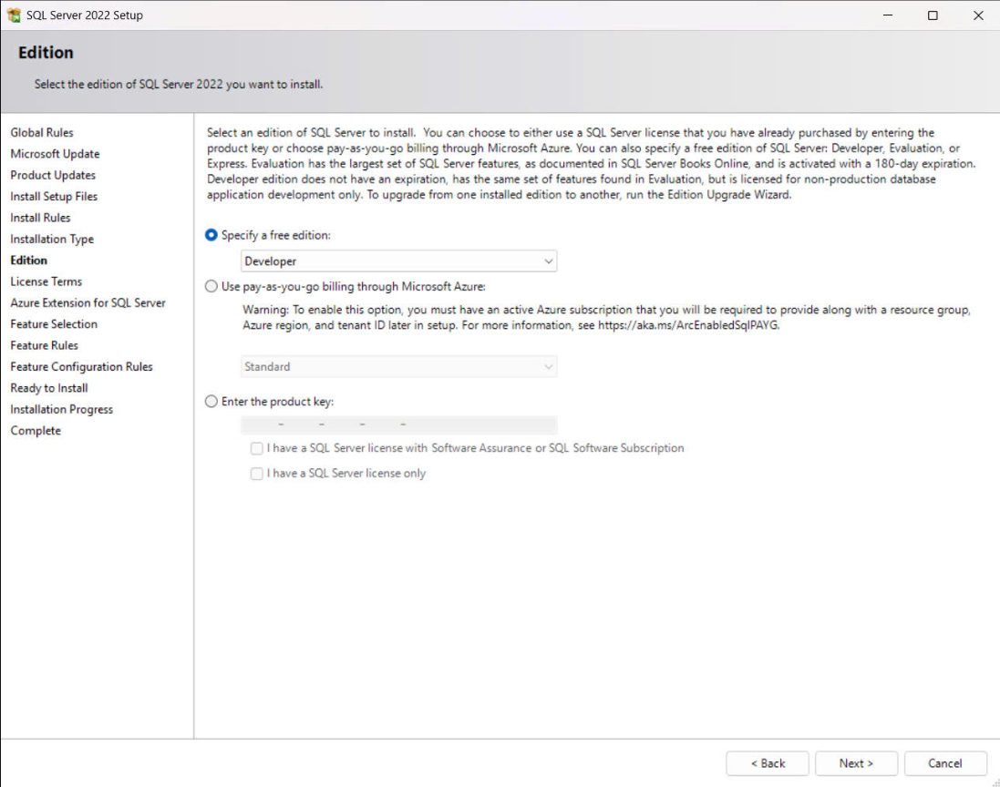 SQL Server 2022 Setup
Edition
Select the edition of SQL Server 2022 you want to install.
Global Rules
Microsoft Update
Product Updates
Install Setup Files
Install Rules
Installation Type
Edition
License Terms
Azure Extension for SQL Server
Feature Selection
Feature Rules
Feature Configuration Rules
Ready to Install
Installation Progress
Complete
Select an edition of SQL Server to install.  You can choose to either use a SQL Server license that you have already purchased by entering the
product key or choose pay-as-you-go billing through Microsoft Azure. You can also specify a free edition of SQL Server: Developer, Evaluation, or
Express. Evaluation has the largest set of SQL Server features, as documented in SQL Server Books Online, and is activated with a 180-day expiration.
Developer edition does not have an expiration, has the same set of features found in Evaluation, but is licensed for non-production database
application development only. To upgrade from one installed edition to another, run the Edition Upgrade Wizard.
Specify a free edition:
Developer
Use pay-as-you-go billing through Microsoft Azure:
Warning: To enable this option, you must have an active Azure subscription that you will be required to provide along with a resource group,
Azure region, and tenant ID later in setup. For more information, see https://aka.ms/ArcEnabledSqlPAYG.
Standard
Enter the product key:
- - - -
I have a SQL Server license with Software Assurance or SQL Software Subscription
I have a SQL Server license only
< Back
Next >
Cancel